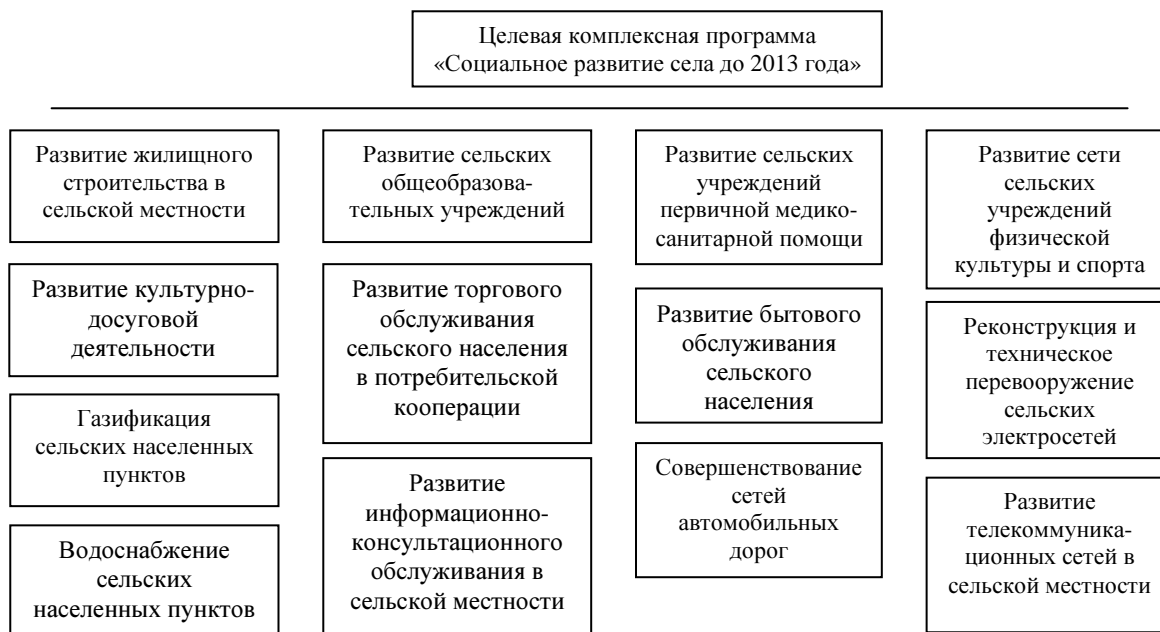 Целевая комплексная программа
«Социальное развитие села до 2013 года»
Развитие жилищного
строительства в
сельской местности
Развитие сельских
общеобразова-
тельных учреждений
Развитие сельских
учреждений
первичной медико-
санитарной помощи
Развитие сети
сельских
учреждений
физической
культуры и спорта
Развитие культурно-
досуговой
деятельности
Развитие торгового
обслуживания
сельского населения
в потребительской
кооперации
Развитие бытового
обслуживания
сельского
населения
Реконструкция и
техническое
перевооружение
сельских
электросетей
Газификация
сельских населенных
пунктов
Развитие
информационно-
консультационного
обслуживания в
сельской местности
Совершенствование
сетей
автомобильных
дорог
Развитие
телекоммуника-
ционных сетей в
сельской местности
Водоснабжение
сельских
населенных пунктов